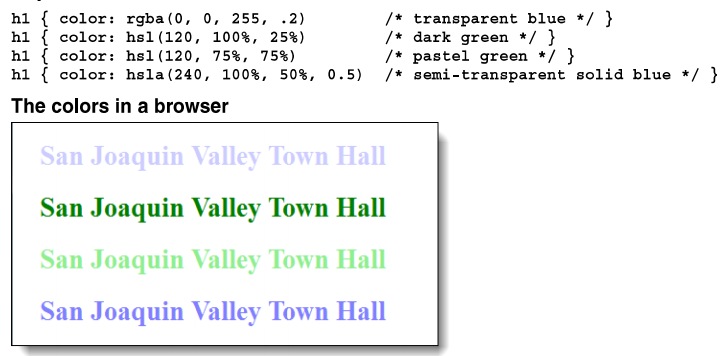 h1 { color: rgba(0, 0, 255, .2) /* transparent blue */ }
h1 { color: hsl(120, 100%, 25%) /* dark green */ }
h1 { color: hsl(120, 75%, 75%) /* pastel green */ }
h1 { color: hsla(240, 100%, 50%, 0.5) /* semi-transparent solid blue */ }
The colors in a browser
San Joaquin Valley Town Hall
San Joaquin Valley Town Hall
San Joaquin Valley Town Hall
San Joaquin Valley Town Hall